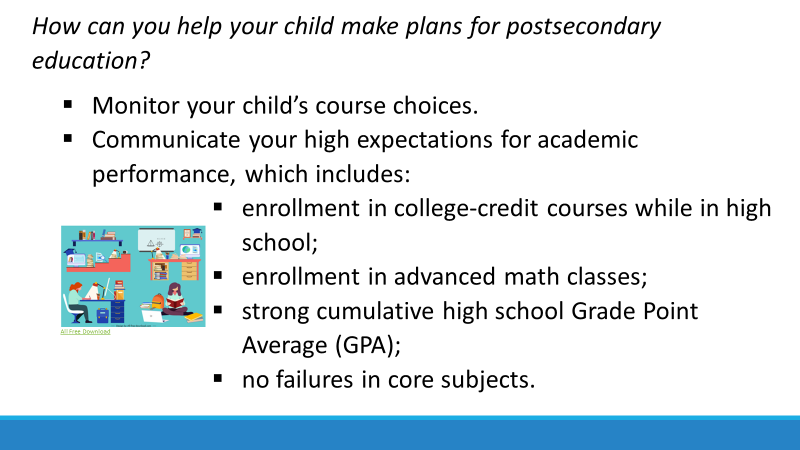 How can you help your child make plans for postsecondary
education?
▪ Monitor your child’s course choices.
▪ Communicate your high expectations for academic
performance, which includes:
▪ enrollment in college-credit courses while in high
school;
▪ enrollment in advanced math classes;
▪ strong cumulative high school Grade Point
Average (GPA);
▪ no failures in core subjects.
All Free Download